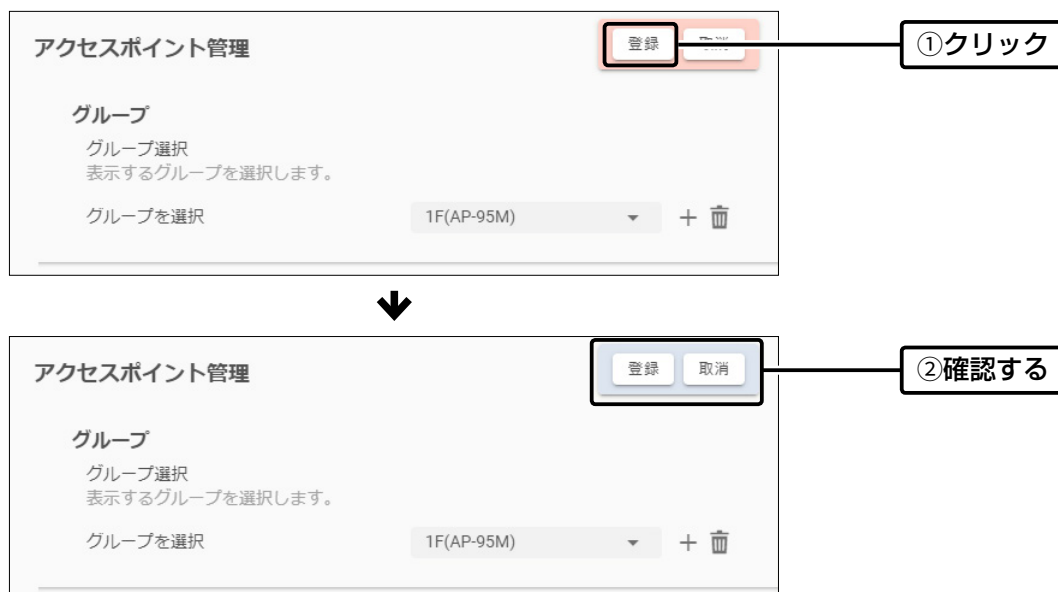 アクセスポイント管理
登録
①クリック
グループ
グループ選択
表示するグループを選択します。
グループを選択
1F(AP-95M)
アクセスポイント管理
登録
取消
②確認する
グループ
グループ選択
表示するグループを選択します。
グループを選択
1F(AP-95M)